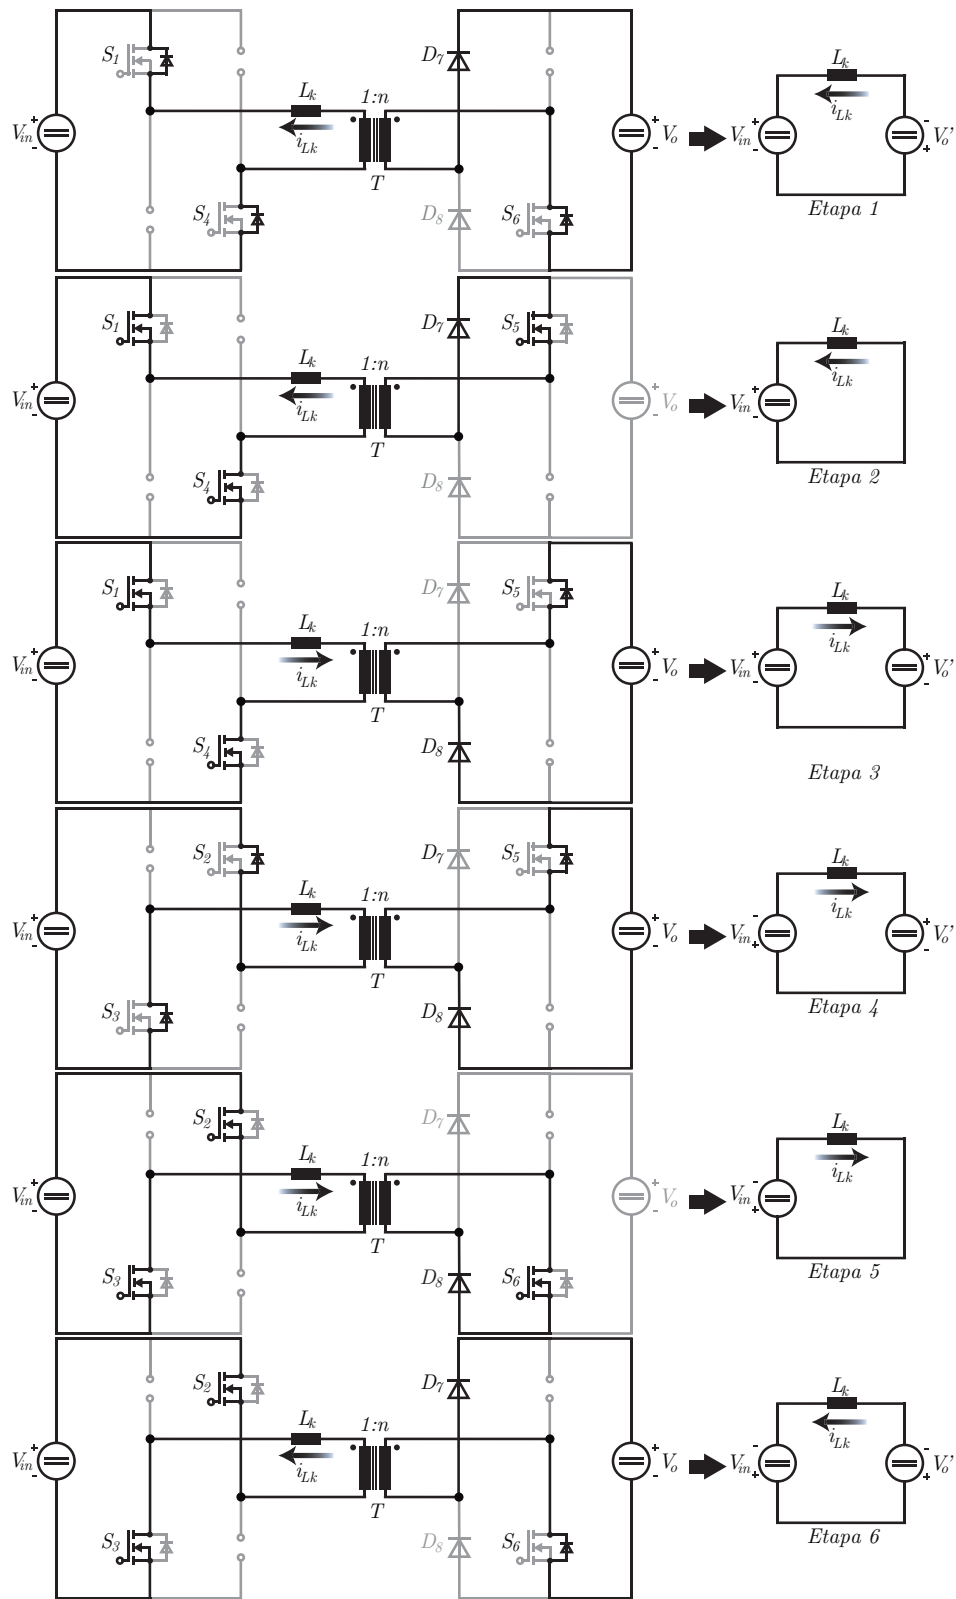 S1 Lk 1:n D7 Lk
+ Vin - iLk T + Vo - + Vin - iLk - Vo' +
S4 D8 S6 Etapa 1
S1 Lk 1:n D7 S5 Lk
+ Vin - iLk T + Vo - + Vin - iLk
S4 D8 Etapa 2
S1 Lk 1:n D7 S5 Lk
+ Vin - iLk T + Vo - + Vin - iLk + Vo' -
S4 D8 Etapa 3
S2 Lk 1:n D7 S5 Lk
+ Vin - iLk T + Vo - - Vin + iLk + Vo' -
S3 D8 Etapa 4
S2 Lk 1:n D7 Lk
+ Vin - iLk T + Vo - - Vin + iLk
S3 D8 S6 Etapa 5
S2 Lk 1:n D7 Lk
+ Vin - iLk T + Vo - - Vin + iLk - Vo' +
S3 D8 S6 Etapa 6